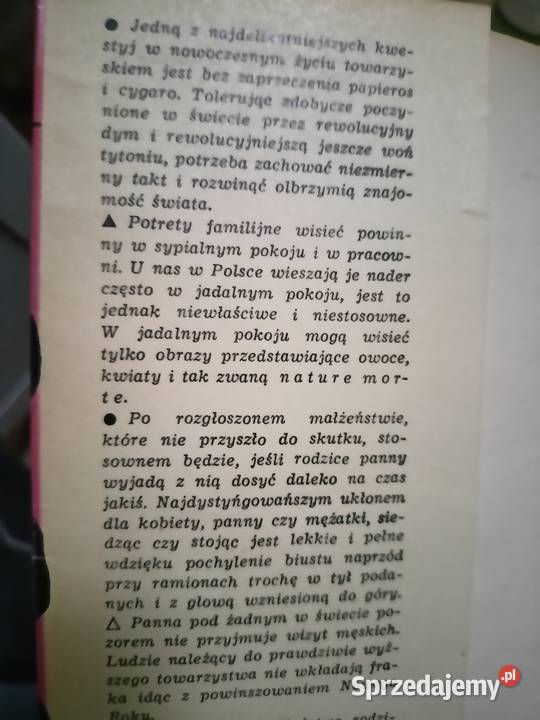 ● Jedną z najdelikatniejszych kwe-
styj w nowoczesnym życiu towarzy-
skiem jest bez zaprzeczenia papieros
i cygaro. Tolerując zdobycze poczy-
nione w świecie przez rewolucyjny
dym i rewolucyjniejszą jeszcze woń
tytoniu, potrzeba zachować niezmier-
ny takt i rozwinąć olbrzymią znajo-
mość świata.
▲ Potrety familijne wisieć powin-
ny w sypialnym pokoju i w pracow-
ni. U nas w Polsce wieszają je nader
często w jadalnym pokoju, jest to
jednak niewłaściwe i niestosowne.
W jadalnym pokoju mogą wisieć
tylko obrazy przedstawiające owoce,
kwiaty i tak zwaną nature mor-
te.
● Po rozgłoszonem małżeństwie,
które nie przyszło do skutku, sto-
sownem będzie, jeśli rodzice panny
wyjadą z nią dosyć daleko na czas
jakiś. Najdystyngowańszym ukłonem
dla kobiety, panny czy mężatki, sie-
dząc czy stojąc jest lekkie i pełne
wdzięku pochylenie biustu naprzód
przy ramionach trochę w tył poda-
nych i z głową wzniesioną do góry.
△ Panna pod żadnym w świecie po-
zorem nie przyjmuje wizyt męskich.
Ludzie należący do prawdziwie wyż-
szego towarzystwa nie wkładają fra-
ka idąc z powinszowaniem
Roku.
Sprzedajemy.pl